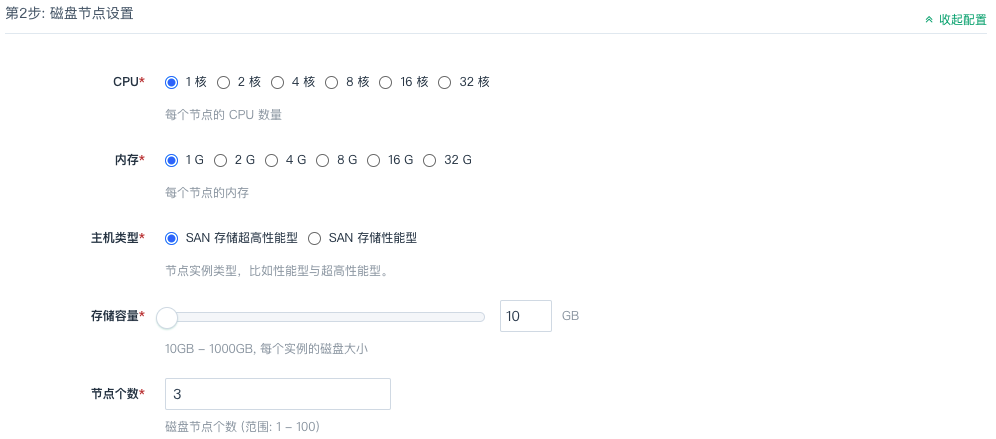 第2步: 磁盘节点设置
收起配置
CPU* 1 核 2 核 4 核 8 核 16 核 32 核
每个节点的 CPU 数量
内存* 1 G 2 G 4 G 8 G 16 G 32 G
每个节点的内存
主机类型* SAN 存储超高性能型 SAN 存储性能型
节点实例类型，比如性能型与超高性能型。
存储容量* 10 GB
10GB – 1000GB, 每个实例的磁盘大小
节点个数* 3
磁盘节点个数 (范围: 1 – 100)